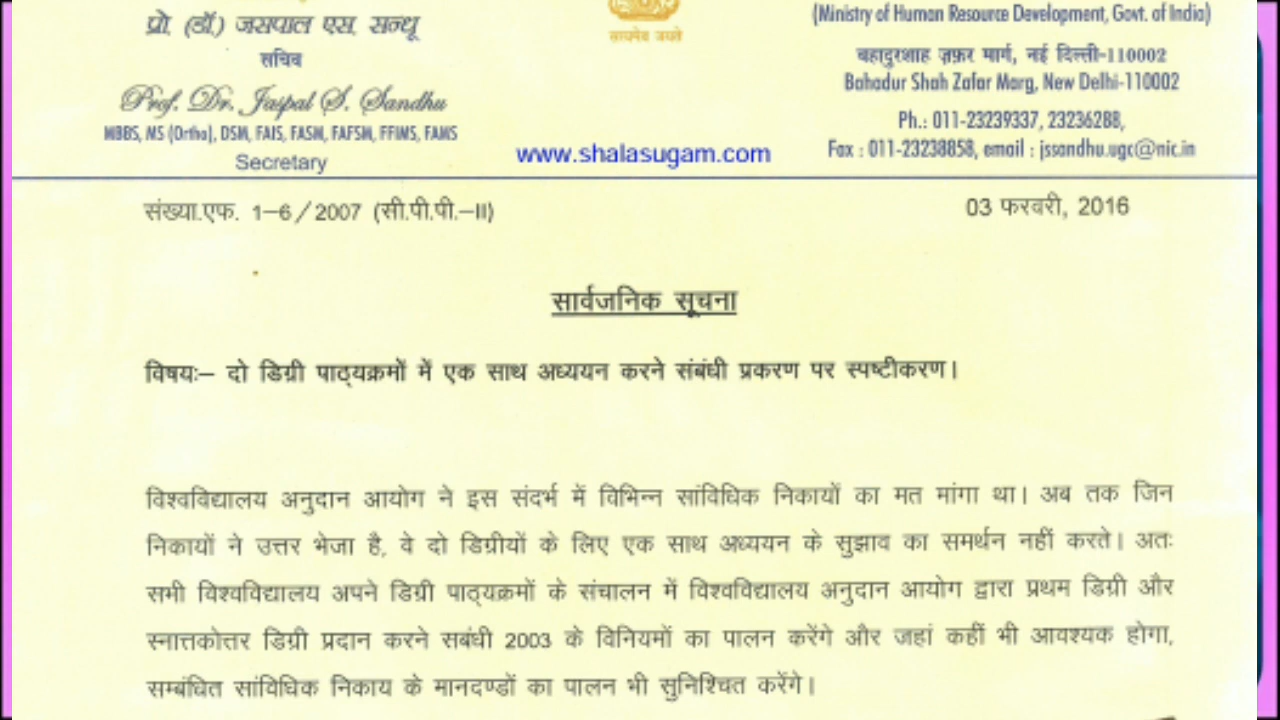 प्रो. (डॉ.) जसपाल एस. सन्धू
सचिव
Prof. Dr. Jaspal S. Sandhu
MBBS, MS (Ortho), DSM, FAIS, FASM, FAFSM, FFIMS, FAMS
Secretary
सत्यमेव जयते
www.shalasugam.com
(Ministry of Human Resource Development, Govt. of India)
बहादुरशाह ज़फ़र मार्ग, नई दिल्ली-110002
Bahadur Shah Zafar Marg, New Delhi-110002
Ph.: 011-23239337, 23236288,
Fax : 011-23238858, email : jssandhu.ugc@nic.in
संख्या.एफ. 1–6/2007 (सी.पी.पी.–II)
03 फरवरी, 2016
सार्वजनिक सूचना
विषयः– दो डिग्री पाठ्यक्रमों में एक साथ अध्ययन करने संबंधी प्रकरण पर स्पष्टीकरण।
विश्वविद्यालय अनुदान आयोग ने इस संदर्भ में विभिन्न सांविधिक निकायों का मत मांगा था। अब तक जिन
निकायों ने उत्तर भेजा है, वे दो डिग्रीयों के लिए एक साथ अध्ययन के सुझाव का समर्थन नहीं करते। अतः
सभी विश्वविद्यालय अपने डिग्री पाठ्यक्रमों के संचालन में विश्वविद्यालय अनुदान आयोग द्वारा प्रथम डिग्री और
स्नात्तकोत्तर डिग्री प्रदान करने सबंधी 2003 के विनियमों का पालन करेंगे और जहां कहीं भी आवश्यक होगा,
सम्बंधित सांविधिक निकाय के मानदण्डों का पालन भी सुनिश्चित करेंगे।